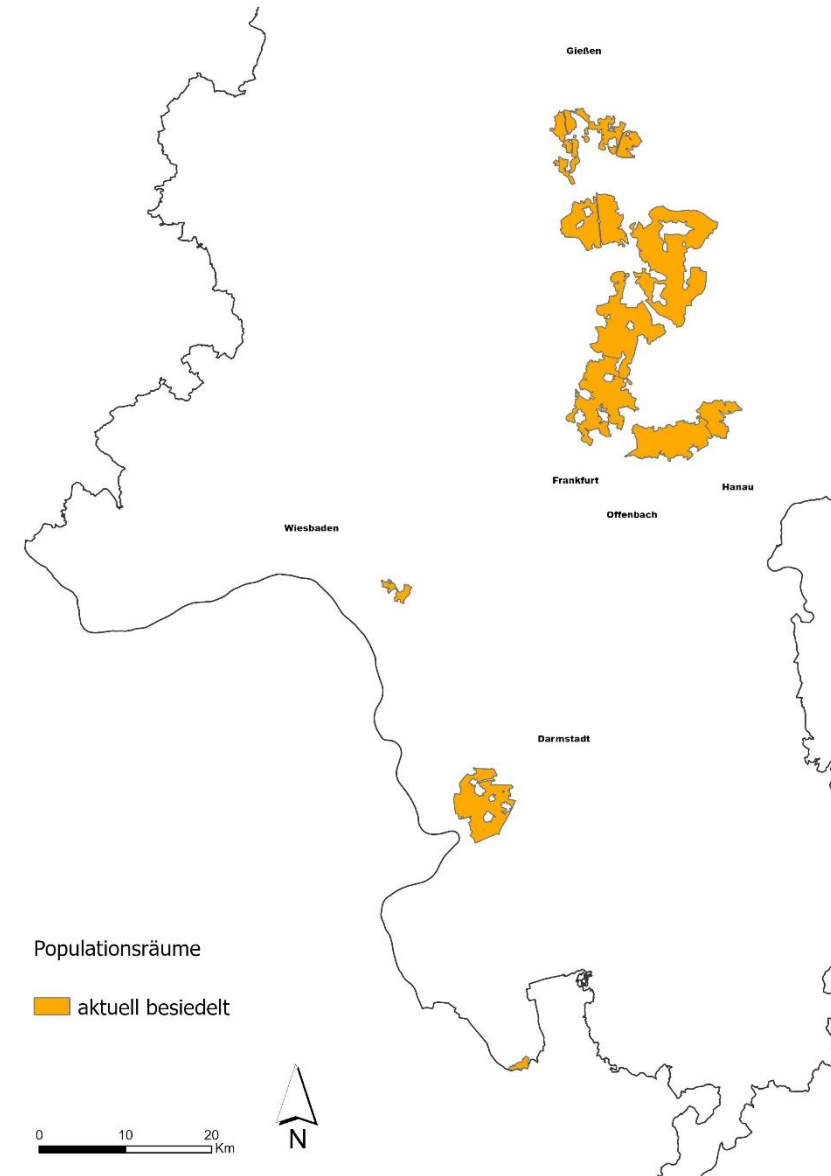 Gießen
Frankfurt
Hanau
Offenbach
Wiesbaden
Darmstadt
Populationsräume
aktuell besiedelt
0 10 20
Km
N